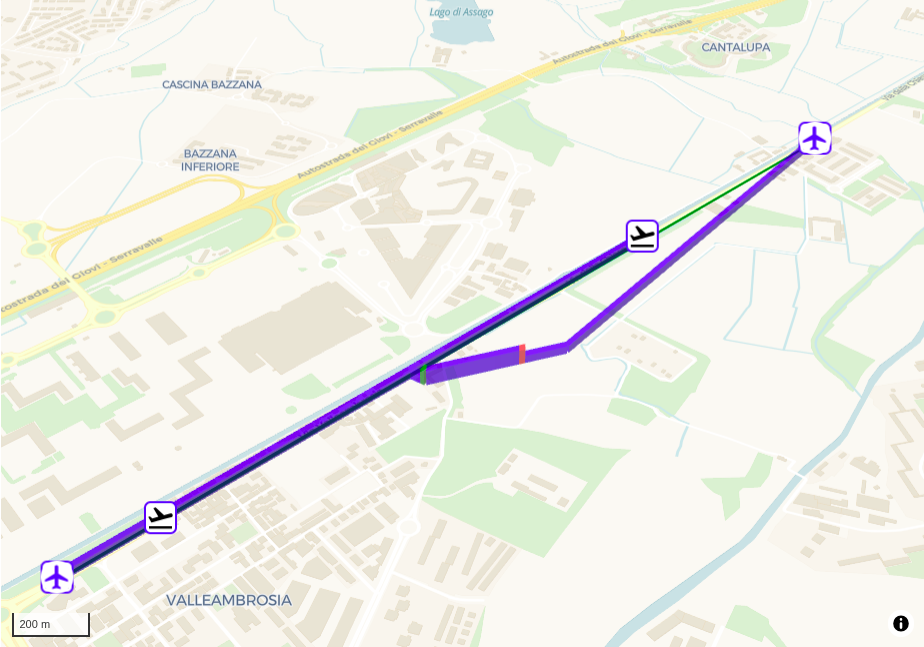 Lago di Assago
CANTALUPA
Autostrada dei Giovi - Serravalle
CASCINA BAZZANA
BAZZANA
INFERIORE
Autostrada dei Giovi - Serravalle
Autostrada dei Giovi - Serravalle
VALLEAMBROSIA
200 m